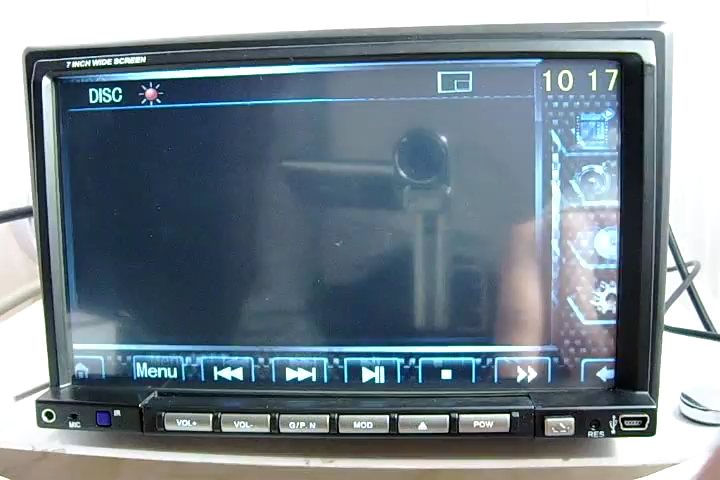 7 INCH WIDE SCREEN
DISC
10 17
Menu
VOL+ VOL- G/P N MOD POW
MIC IR
RES